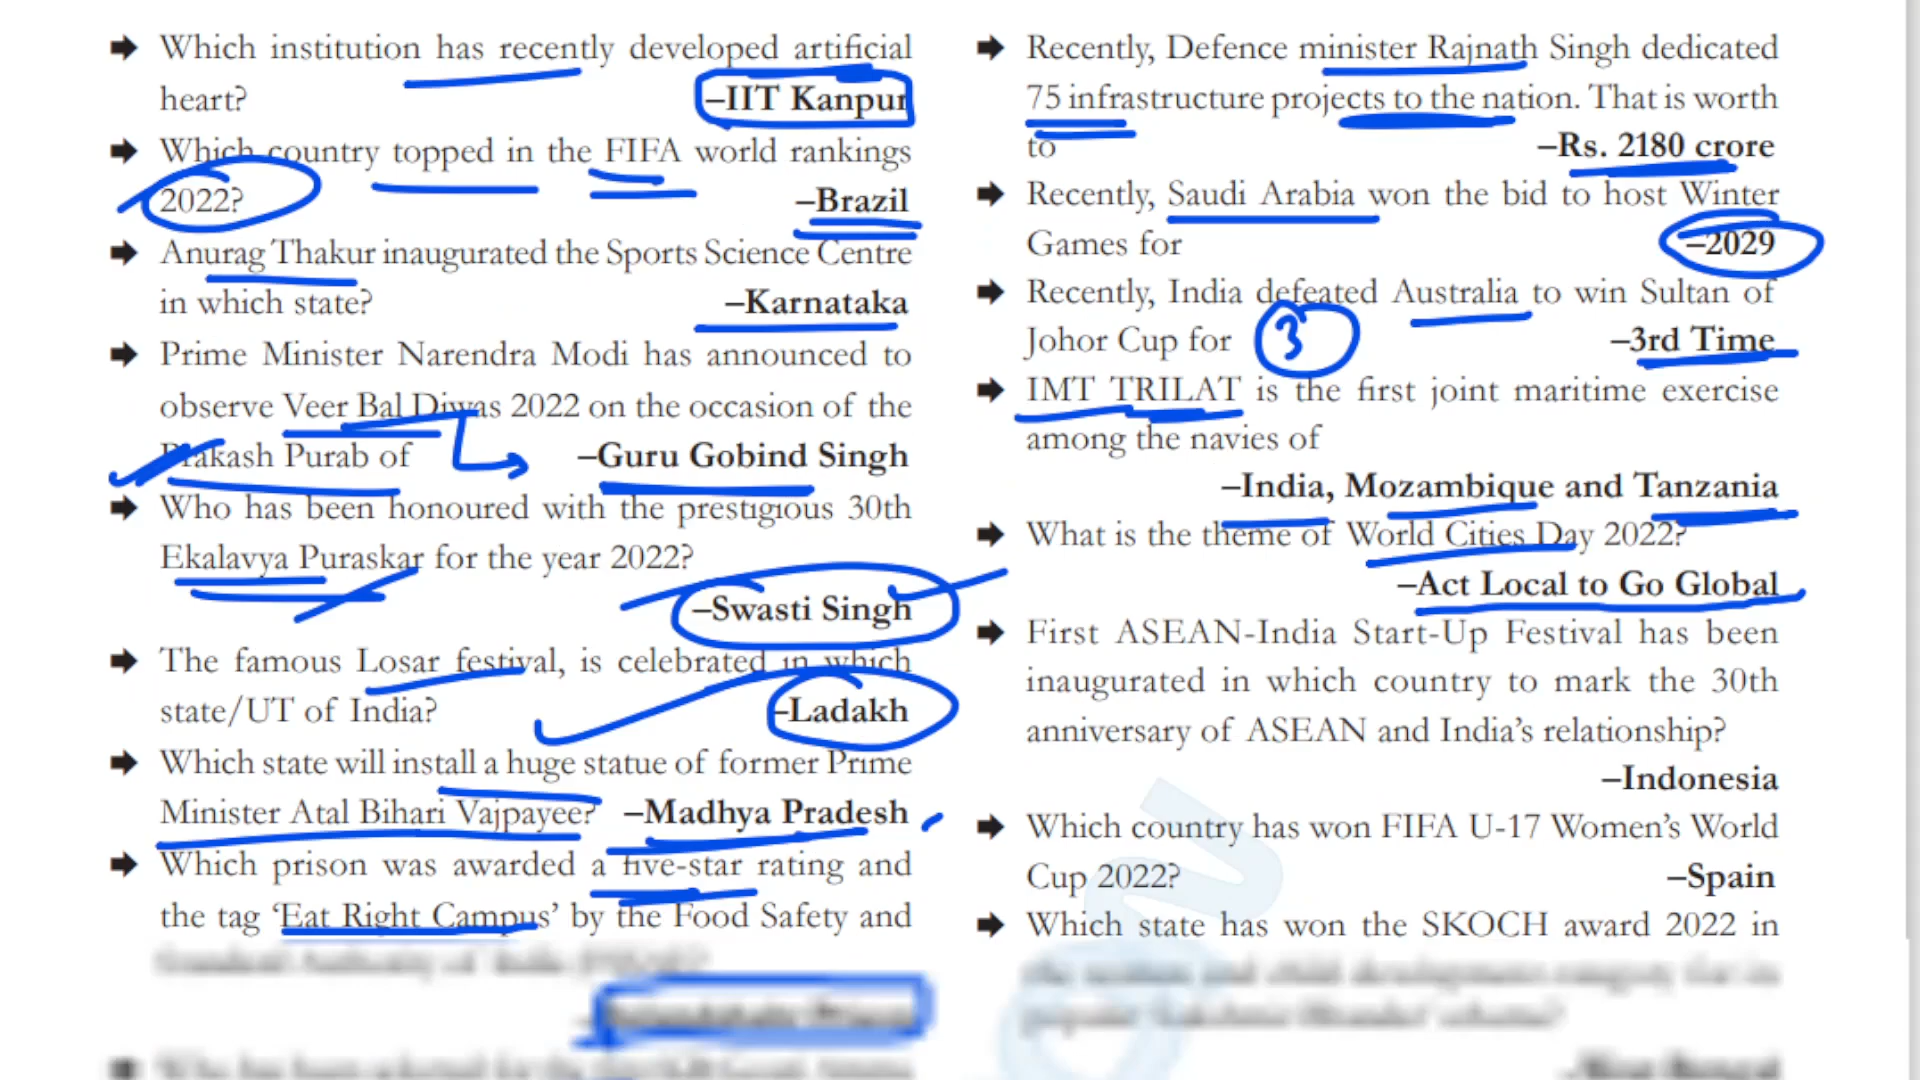 ➡ Which institution has recently developed artificial
heart? –IIT Kanpur
➡ Which country topped in the FIFA world rankings
2022? –Brazil
➡ Anurag Thakur inaugurated the Sports Science Centre
in which state? –Karnataka
➡ Prime Minister Narendra Modi has announced to
observe Veer Bal Diwas 2022 on the occasion of the
Prakash Purab of –Guru Gobind Singh
➡ Who has been honoured with the prestigious 30th
Ekalavya Puraskar for the year 2022?
–Swasti Singh
➡ The famous Losar festival, is celebrated in which
state/UT of India? –Ladakh
➡ Which state will install a huge statue of former Prime
Minister Atal Bihari Vajpayee? –Madhya Pradesh
➡ Which prison was awarded a five-star rating and
the tag ‘Eat Right Campus’ by the Food Safety and
➡ Recently, Defence minister Rajnath Singh dedicated
75 infrastructure projects to the nation. That is worth
to –Rs. 2180 crore
➡ Recently, Saudi Arabia won the bid to host Winter
Games for –2029
➡ Recently, India defeated Australia to win Sultan of
Johor Cup for 3 –3rd Time
➡ IMT TRILAT is the first joint maritime exercise
among the navies of
–India, Mozambique and Tanzania
➡ What is the theme of World Cities Day 2022?
–Act Local to Go Global
➡ First ASEAN-India Start-Up Festival has been
inaugurated in which country to mark the 30th
anniversary of ASEAN and India’s relationship?
–Indonesia
➡ Which country has won FIFA U-17 Women’s World
Cup 2022? –Spain
➡ Which state has won the SKOCH award 2022 in